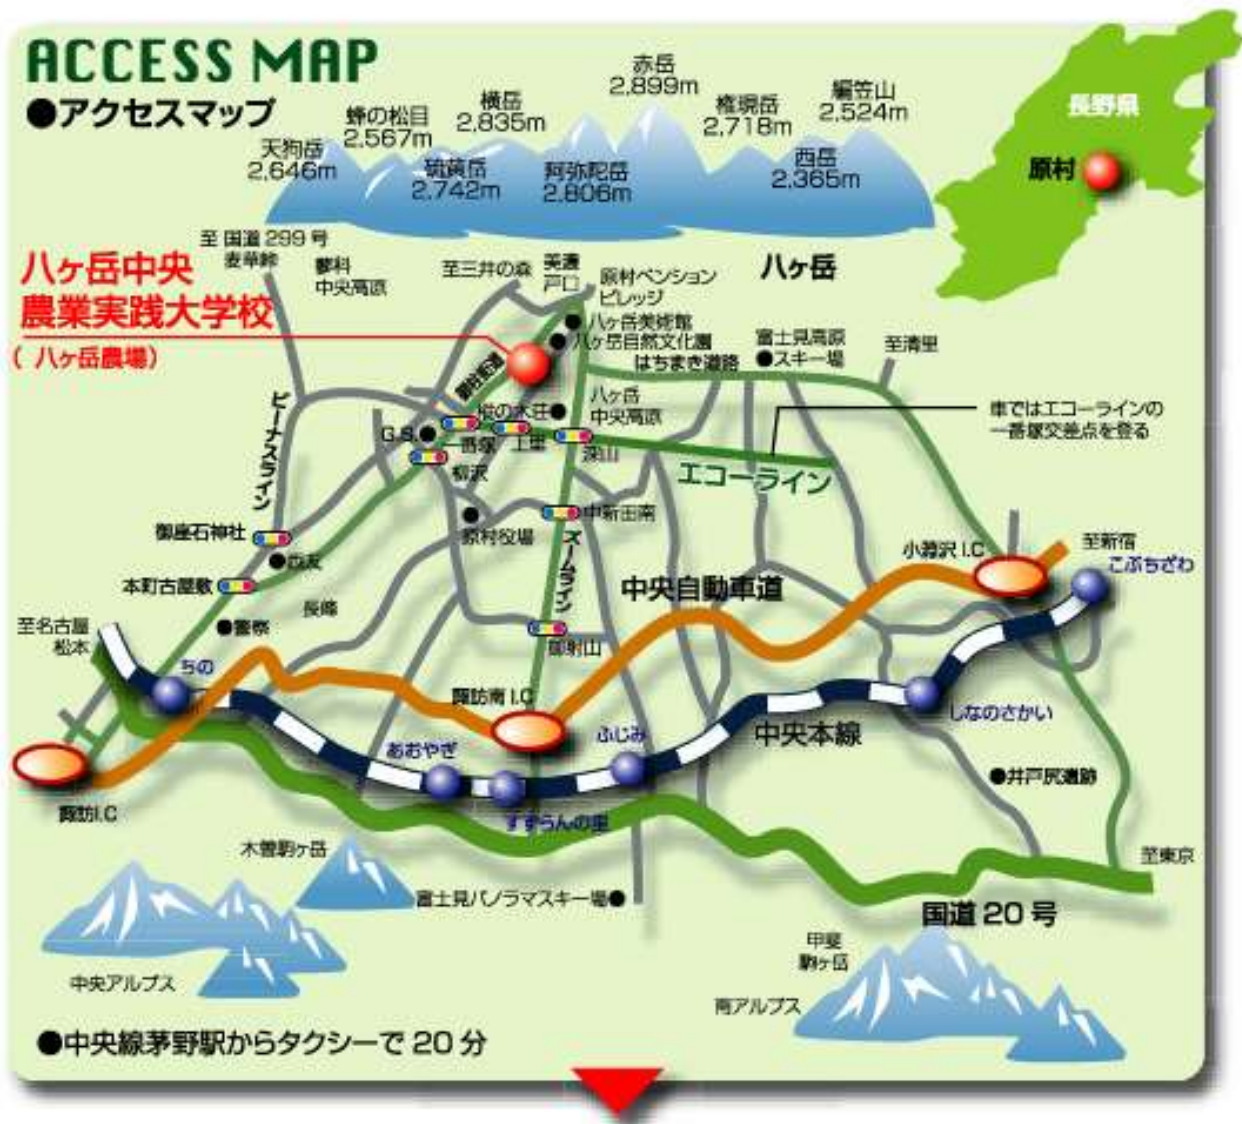 ACCESS MAP
●アクセスマップ
天狗岳
2,646m
蜂の松目
2,567m
硫黄岳
2,742m
横岳
2,835m
阿弥陀岳
2,806m
赤岳
2,899m
権現岳
2,718m
西岳
2,365m
編笠山
2,524m
長野県
原村
至 国道 299 号
麦草峠
八ヶ岳中央
農業実践大学校
( 八ヶ岳農場)
蓼科
中央高原
至三井の森
美濃
戸口
原村ペンション
ビレッジ
八ヶ岳
八ヶ岳美術館
八ヶ岳自然文化園
はちまき道路
富士見高原
●スキー場
至清里
鉢巻街道
樅の木荘●
八ヶ岳
中央高原
車ではエコーラインの
一番塚交差点を登る
ビーナスライン
G.S.●
一番塚
上里
深山
柳沢
エコーライン
御座石神社
●西友
原村役場
中新田南
ズームライン
本町古屋敷
長峰
●警察
中央自動車道
小淵沢 I.C
至新宿
こぶちざわ
至名古屋
松本
ちの
御射山
諏訪南 I.C
あおやぎ
ふじみ
中央本線
しなのさかい
●井戸尻遺跡
諏訪I.C
すずらんの里
木曽駒ヶ岳
至東京
富士見パノラマスキー場●
国道 20 号
甲斐
駒ヶ岳
中央アルプス
南アルプス
●中央線茅野駅からタクシーで 20 分